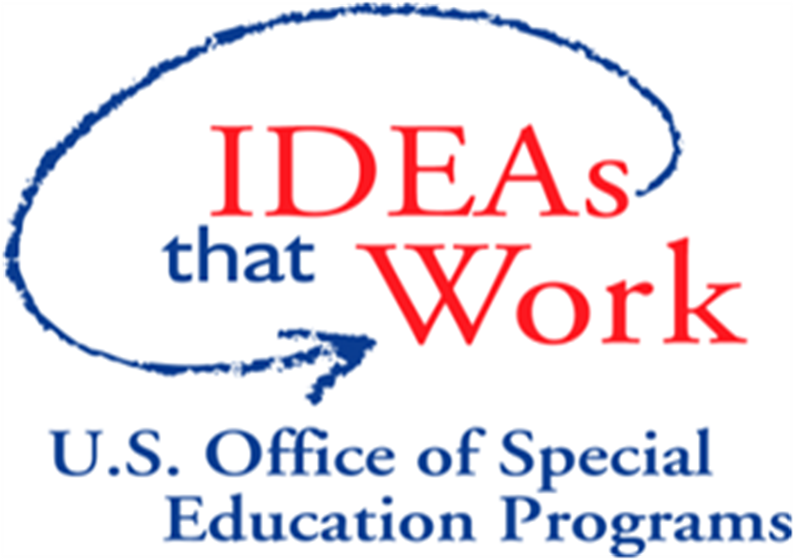 IDEAs
that Work
U.S. Office of Special
Education Programs